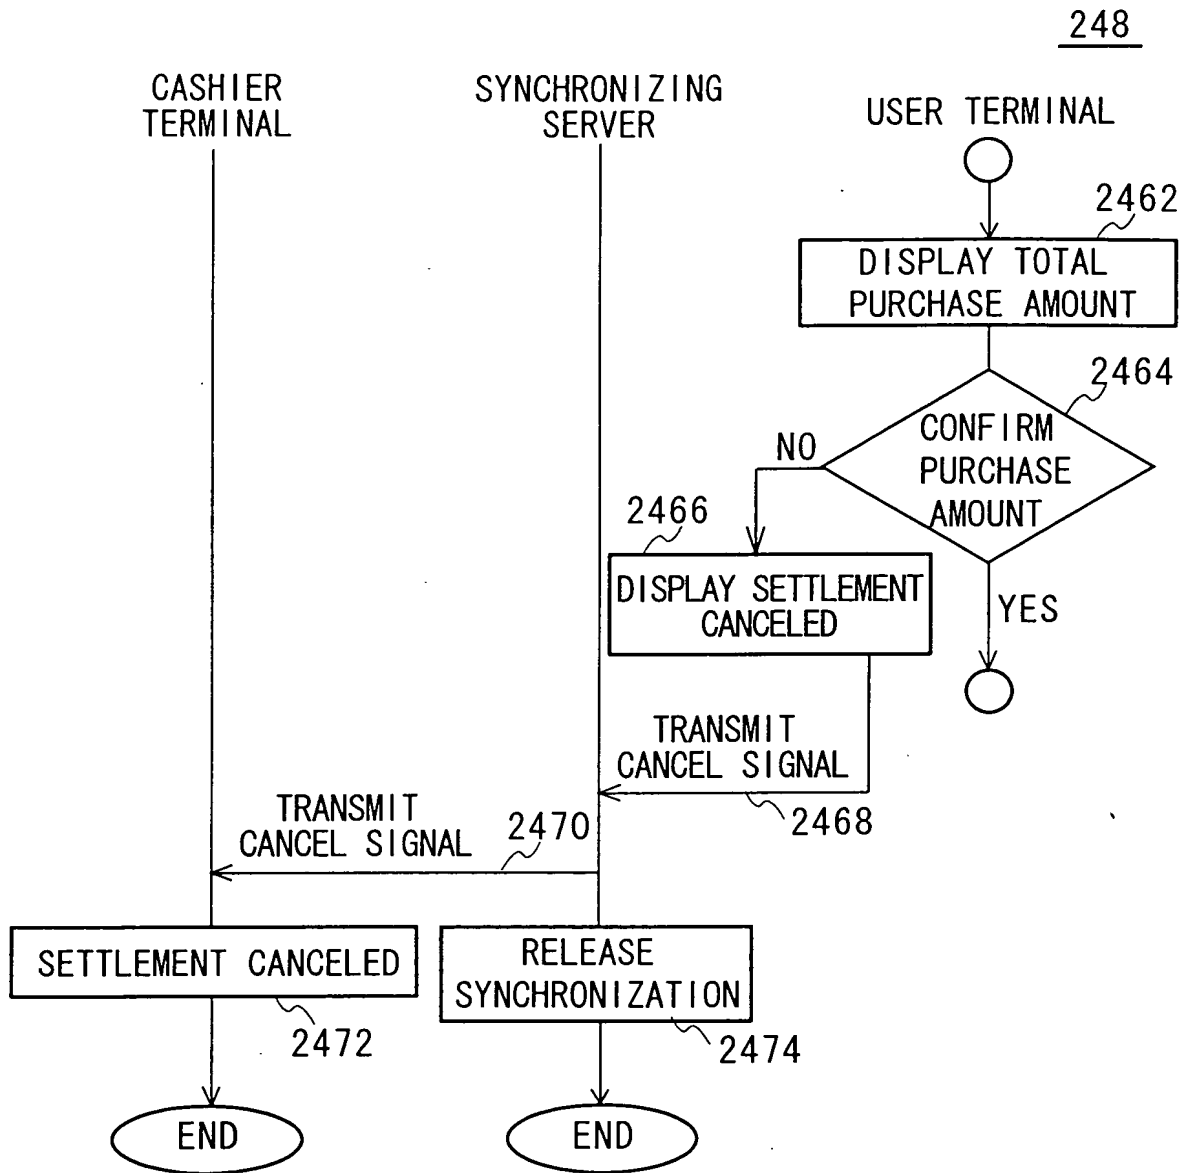 248
CASHIER
TERMINAL
SYNCHRONIZING
SERVER
USER TERMINAL
2462
DISPLAY TOTAL
PURCHASE AMOUNT
2464
CONFIRM
PURCHASE
AMOUNT
NO
YES
2466
DISPLAY SETTLEMENT
CANCELED
TRANSMIT
CANCEL SIGNAL
2468
TRANSMIT
CANCEL SIGNAL
2470
SETTLEMENT CANCELED
2472
RELEASE
SYNCHRONIZATION
2474
END
END